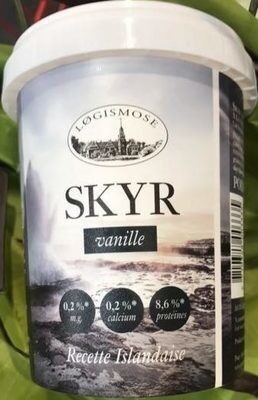 LØGISMOSE
SKYR
vanille
0,2 %* 0,2 %* 8,6 %*
m.g. calcium protéines
Recette Islandaise